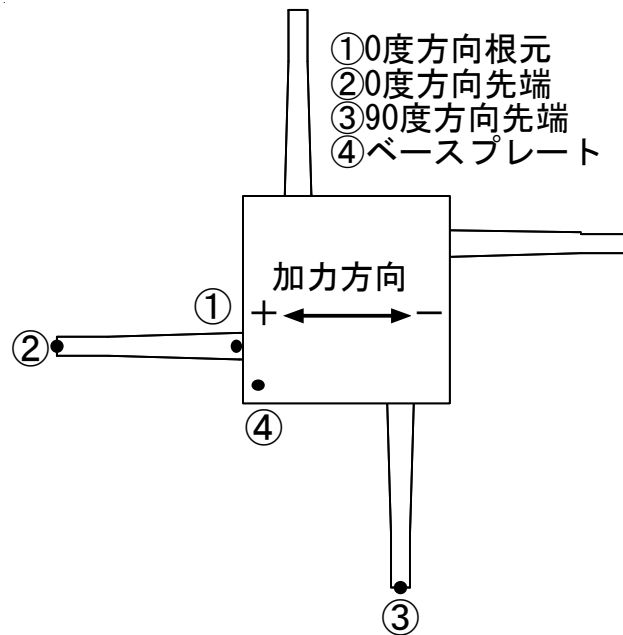 ①0度方向根元
②0度方向先端
③90度方向先端
④ベースプレート
加力方向
+ −
①
②
④
③